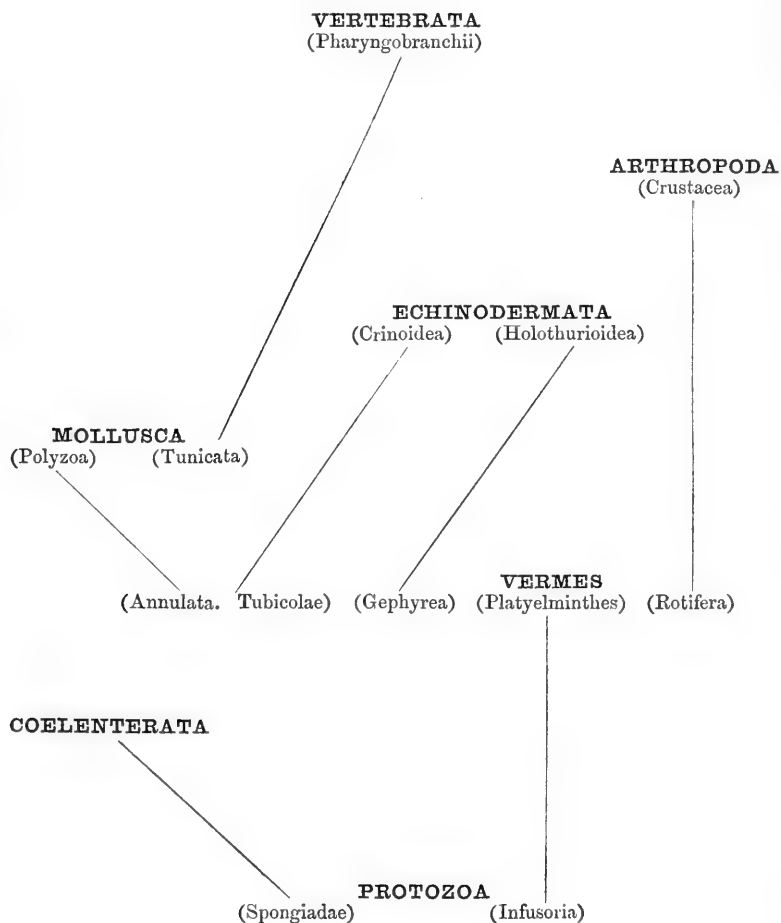 VERTEBRATA
(Pharyngobranchii)
ARTHROPODA
(Crustacea)
ECHINODERMATA
(Crinoidea) (Holothurioidea)
MOLLUSCA
(Polyzoa) (Tunicata)
VERMES
(Annulata. Tubicolae) (Gephyrea) (Platyelminthes) (Rotifera)
COELENTERATA
PROTOZOA
(Spongiadae) (Infusoria)